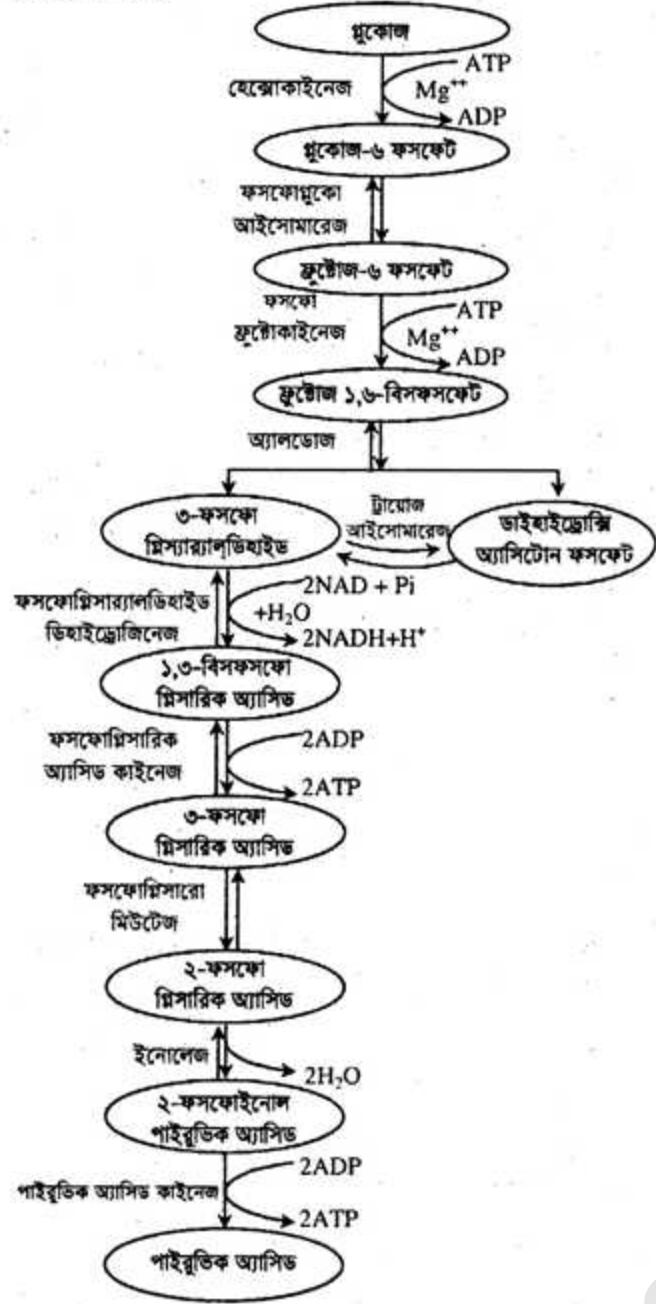 গ্লুকোজ
ATP
হেক্সোকাইনেজ
Mg⁺⁺
ADP
গ্লুকোজ-৬ ফসফেট
ফসফোগ্লুকো
আইসোমারেজ
ফ্রুক্টোজ-৬ ফসফেট
ফসফো
ফ্রুক্টোকাইনেজ
ATP
Mg⁺⁺
ADP
ফ্রুক্টোজ ১,৬-বিসফসফেট
অ্যালডোজ
৩-ফসফো
গ্লিস্যার‍্যালডিহাইড
ট্রায়োজ
আইসোমারেজ
ডাইহাইড্রোক্সি
অ্যাসিটোন ফসফেট
ফসফোগ্লিসার‍্যালডিহাইড
ডিহাইড্রোজিনেজ
2NAD + Pi
+H₂O
2NADH+H⁺
১,৩-বিসফসফো
গ্লিসারিক অ্যাসিড
ফসফোগ্লিসারিক
অ্যাসিড কাইনেজ
2ADP
2ATP
৩-ফসফো
গ্লিসারিক অ্যাসিড
ফসফোগ্লিসারো
মিউটেজ
২-ফসফো
গ্লিসারিক অ্যাসিড
ইনোলেজ
2H₂O
২-ফসফোইনোল
পাইরুভিক অ্যাসিড
পাইরুভিক অ্যাসিড কাইনেজ
2ADP
2ATP
পাইরুভিক অ্যাসিড